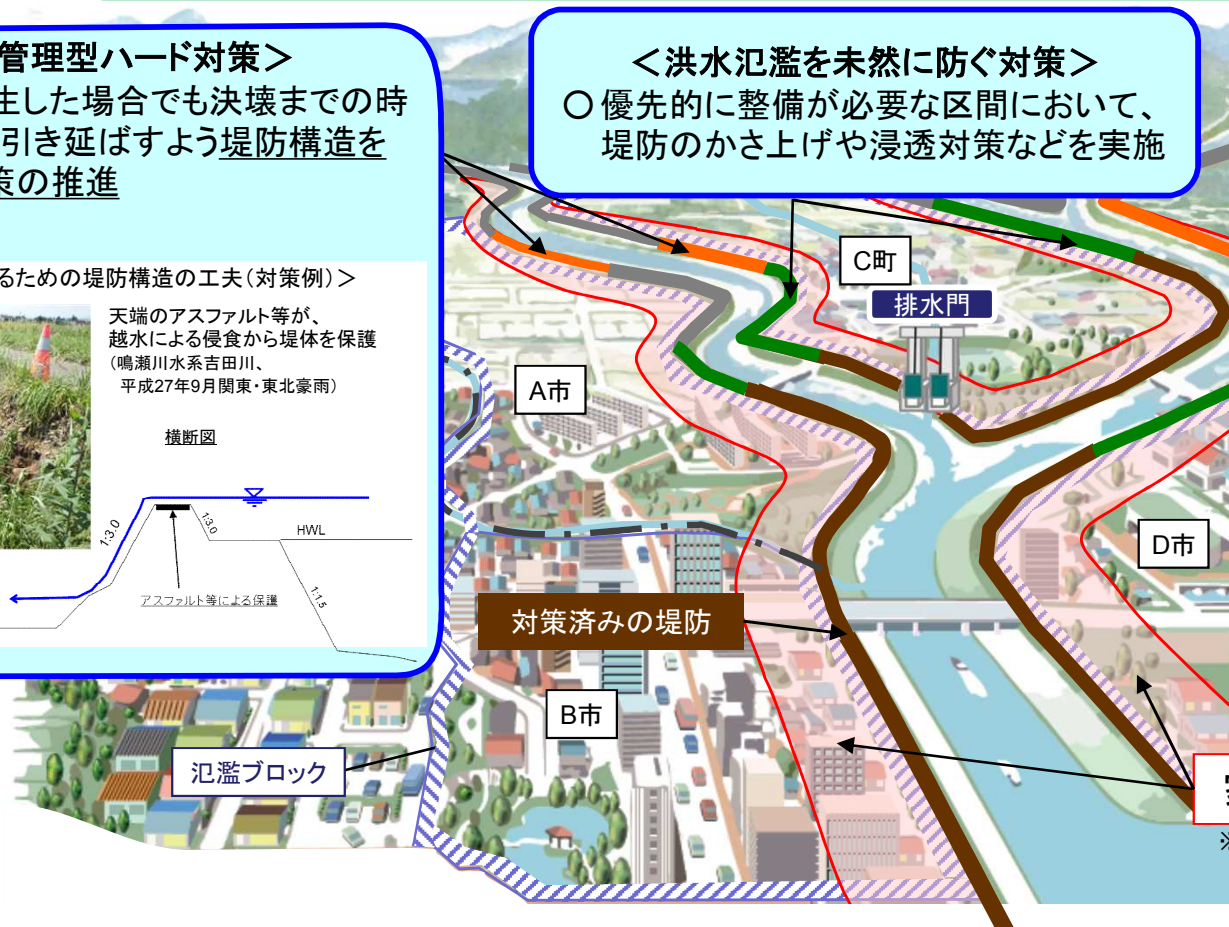 管理型ハード対策＞
生した場合でも決壊までの時
引き延ばすよう堤防構造を
策の推進
るための堤防構造の工夫（対策例）＞
天端のアスファルト等が、
越水による侵食から堤体を保護
（鳴瀬川水系吉田川、
平成27年9月関東・東北豪雨）
横断図
1:3.0
1:3.0
HWL
1:1.5
アスファルト等による保護
＜洪水氾濫を未然に防ぐ対策＞
○優先的に整備が必要な区間において、
堤防のかさ上げや浸透対策などを実施
C町
排水門
A市
D市
対策済みの堤防
B市
氾濫ブロック
※